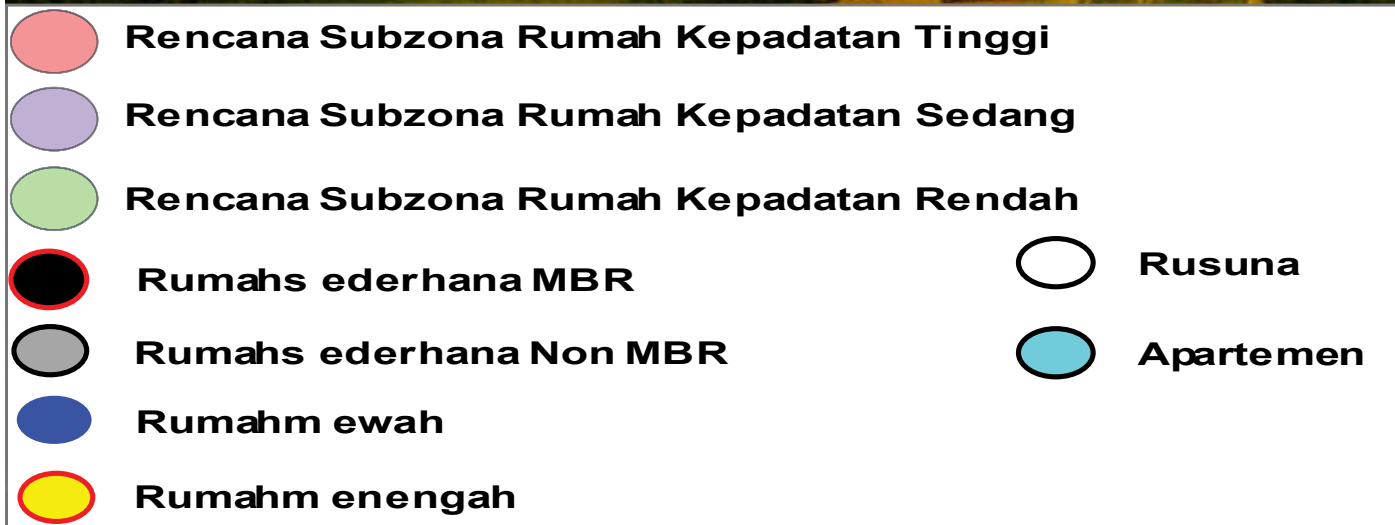 Rencana Subzona Rumah Kepadatan Tinggi
Rencana Subzona Rumah Kepadatan Sedang
Rencana Subzona Rumah Kepadatan Rendah
Rumahs ederhana MBR
Rumahs ederhana Non MBR
Rumahm ewah
Rumahm enengah
Rusuna
Apartemen